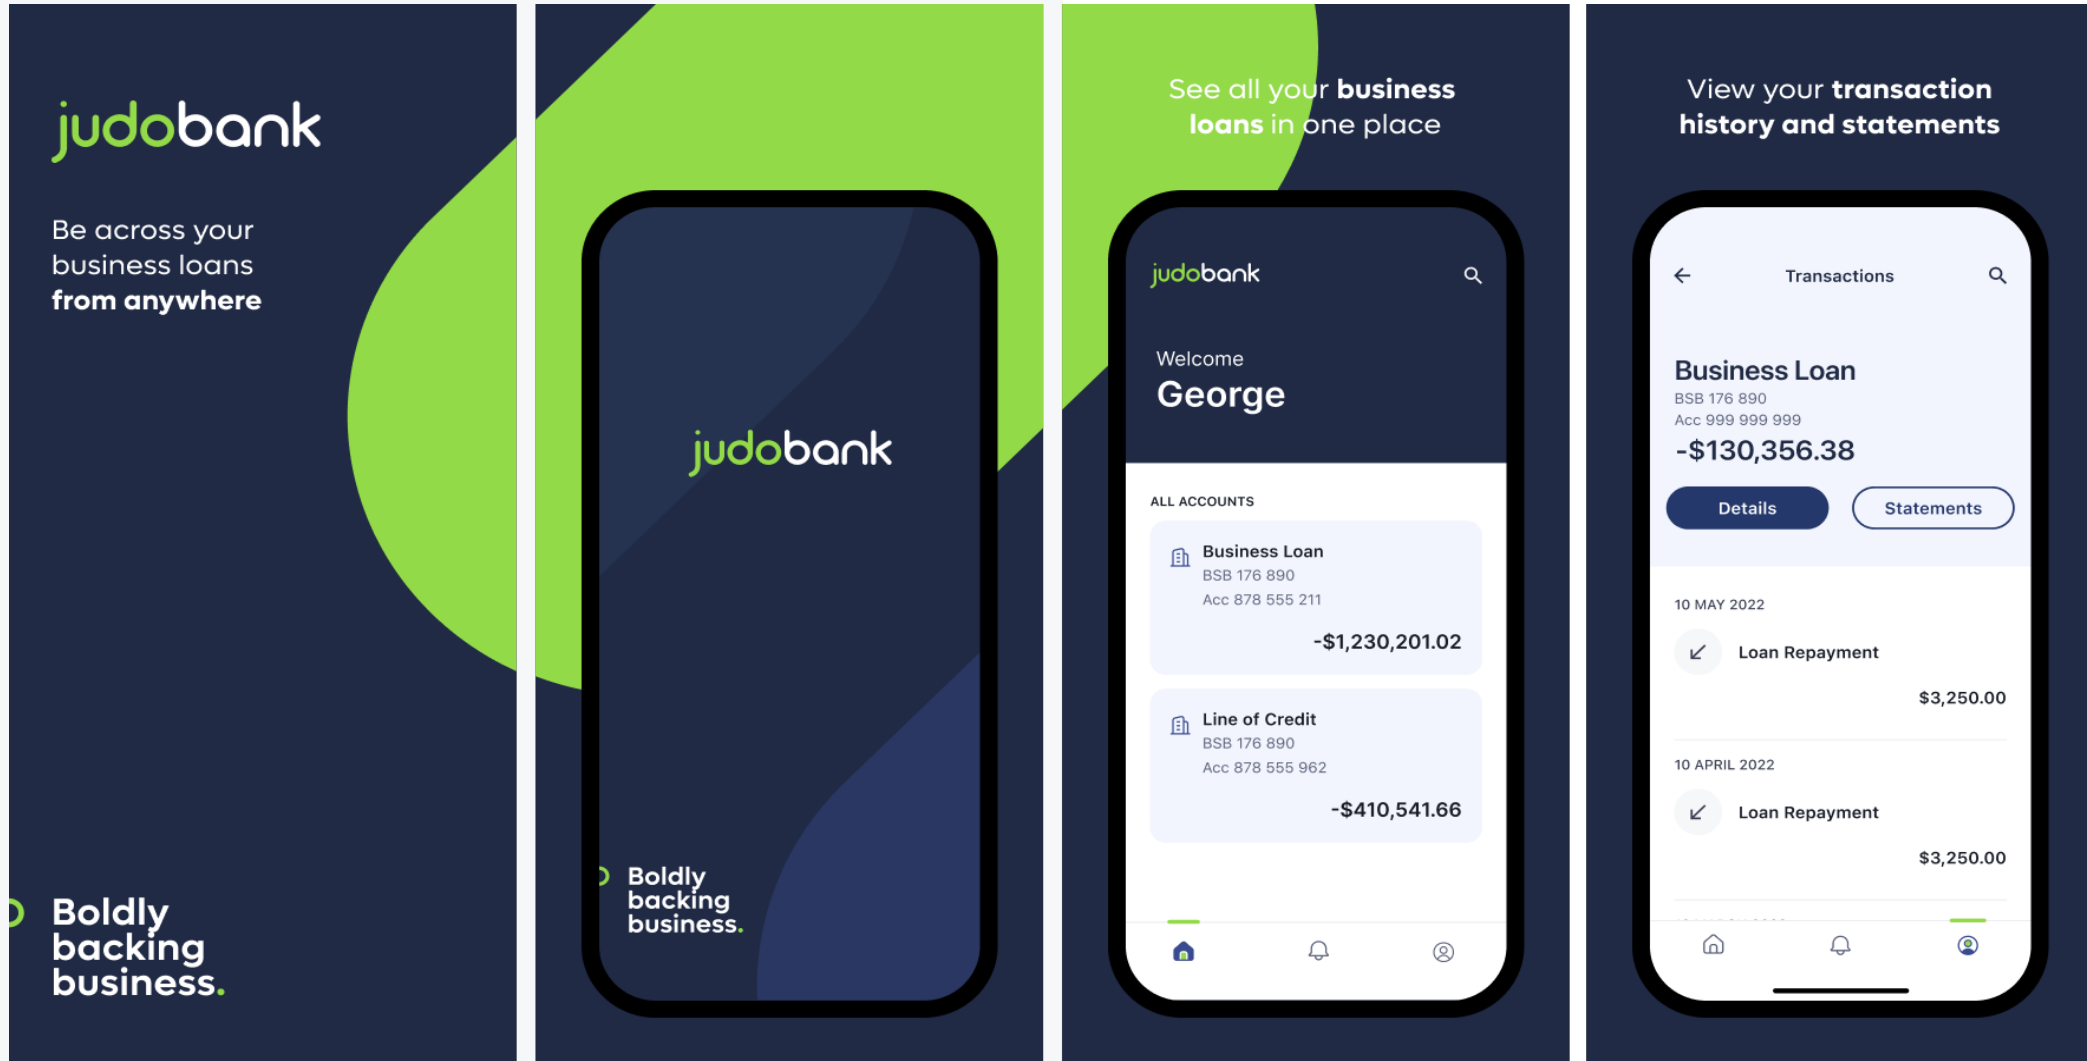 judobank
Be across your
business loans
from anywhere
Boldly
backing
business.
judobank
Boldly
backing
business.
See all your business
loans in one place
judobank
Welcome
George
ALL ACCOUNTS
Business Loan
BSB 176 890
Acc 878 555 211
-$1,230,201.02
Line of Credit
BSB 176 890
Acc 878 555 962
-$410,541.66
View your transaction
history and statements
Transactions
Business Loan
BSB 176 890
Acc 999 999 999
-$130,356.38
Details Statements
10 MAY 2022
Loan Repayment
$3,250.00
10 APRIL 2022
Loan Repayment
$3,250.00